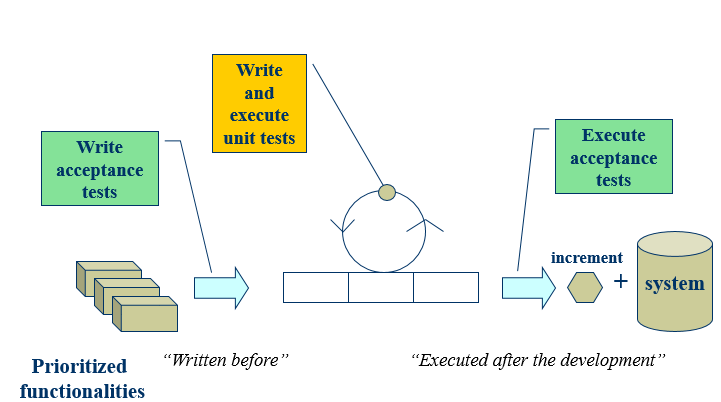 Write
and
execute
unit tests
Write
acceptance
tests
Execute
acceptance
tests
increment
+
system
Prioritized
functionalities
“Written before”
“Executed after the development”